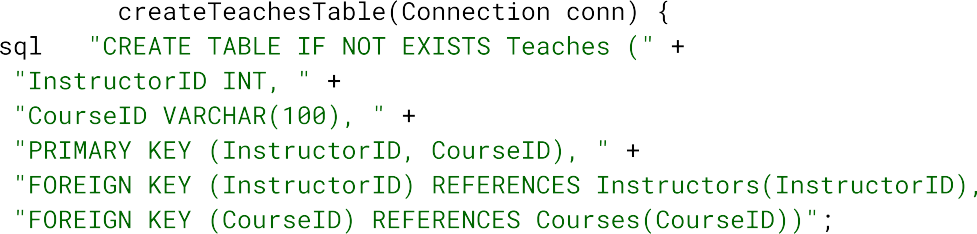 createTeachesTable(Connection conn) {
sql "CREATE TABLE IF NOT EXISTS Teaches (" +
"InstructorID INT, " +
"CourseID VARCHAR(100), " +
"PRIMARY KEY (InstructorID, CourseID), " +
"FOREIGN KEY (InstructorID) REFERENCES Instructors(InstructorID),
"FOREIGN KEY (CourseID) REFERENCES Courses(CourseID))";